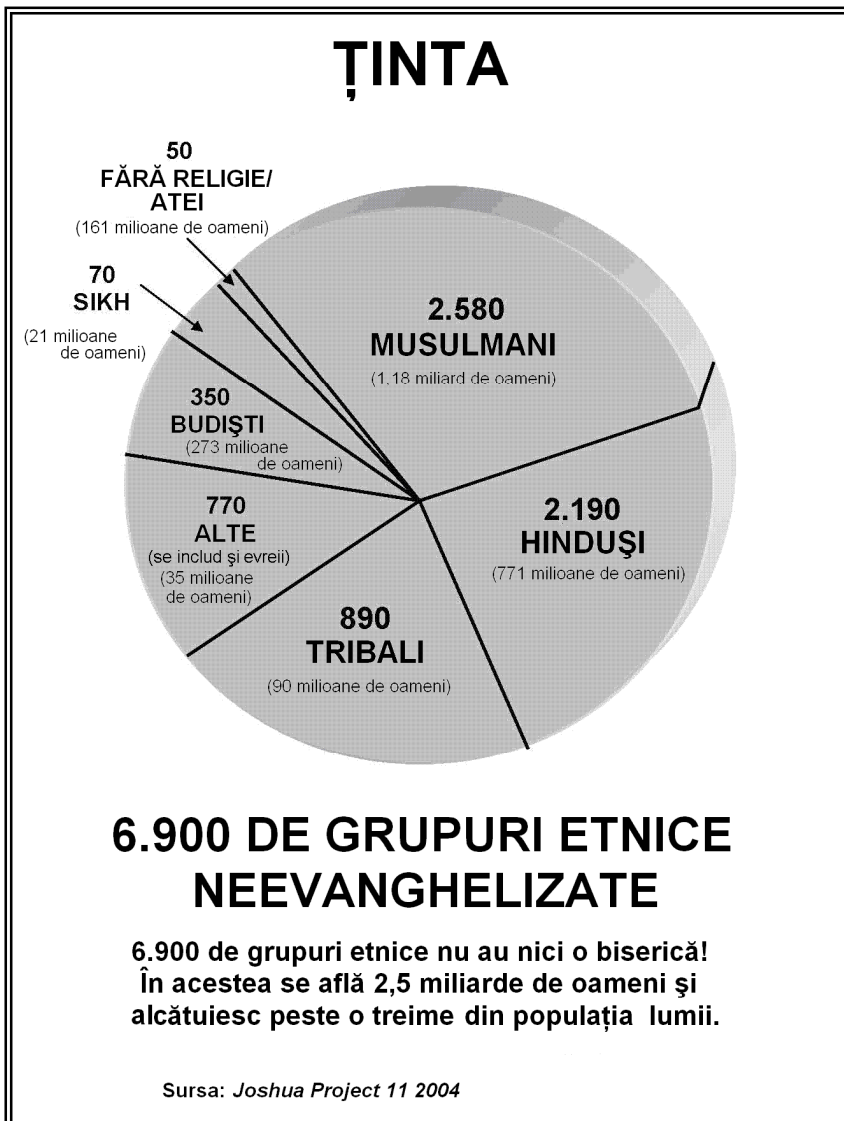 ȚINTA
50
FĂRĂ RELIGIE/
ATEI
(161 milioane de oameni)
70
SIKH
(21 milioane
de oameni)
2.580
MUSULMANI
(1,18 miliard de oameni)
350
BUDIŞTI
(273 milioane
de oameni)
770
ALTE
(se includ și evreii)
(35 milioane
de oameni)
2.190
HINDUŞI
(771 milioane de oameni)
890
TRIBALI
(90 milioane de oameni)
6.900 DE GRUPURI ETNICE
NEEVANGHELIZATE
6.900 de grupuri etnice nu au nici o biserică!
În acestea se află 2,5 miliarde de oameni şi
alcătuiesc peste o treime din populația lumii.
Sursa: Joshua Project 11 2004